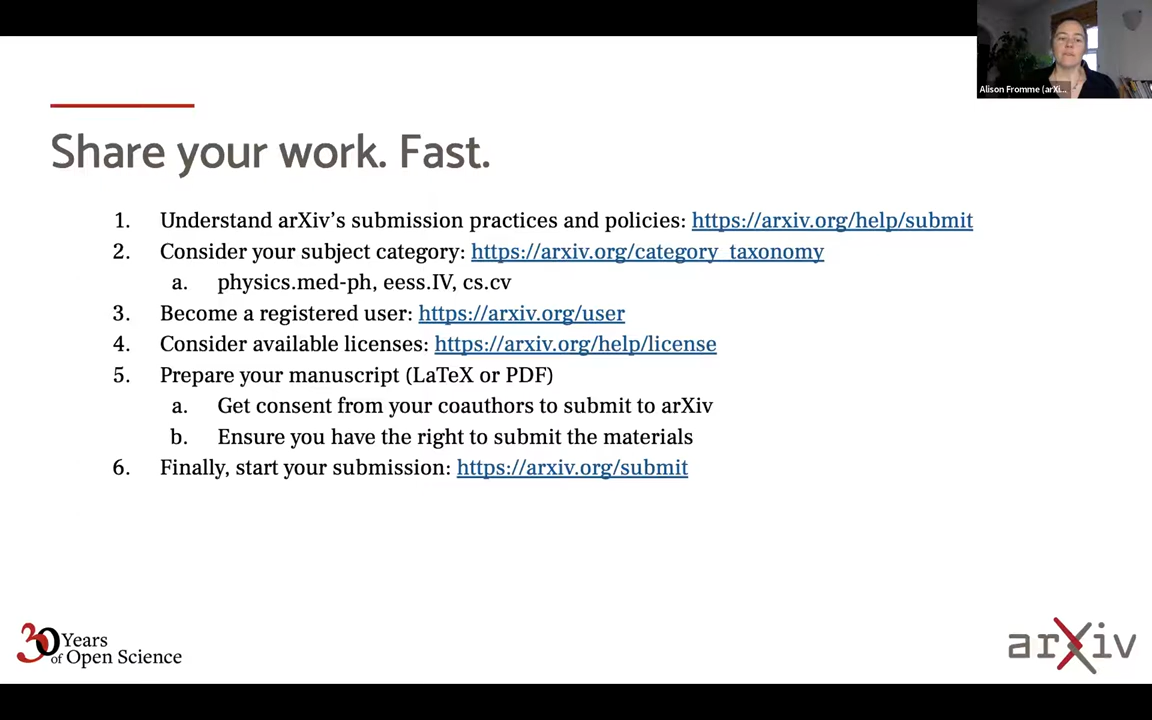 Alison Fromme (arXi...
Share your work. Fast.
1. Understand arXiv's submission practices and policies: https://arxiv.org/help/submit
2. Consider your subject category: https://arxiv.org/category_taxonomy
a. physics.med-ph, eess.IV, cs.cv
3. Become a registered user: https://arxiv.org/user
4. Consider available licenses: https://arxiv.org/help/license
5. Prepare your manuscript (LaTeX or PDF)
a. Get consent from your coauthors to submit to arXiv
b. Ensure you have the right to submit the materials
6. Finally, start your submission: https://arxiv.org/submit
30 Years
of Open Science
arXiv